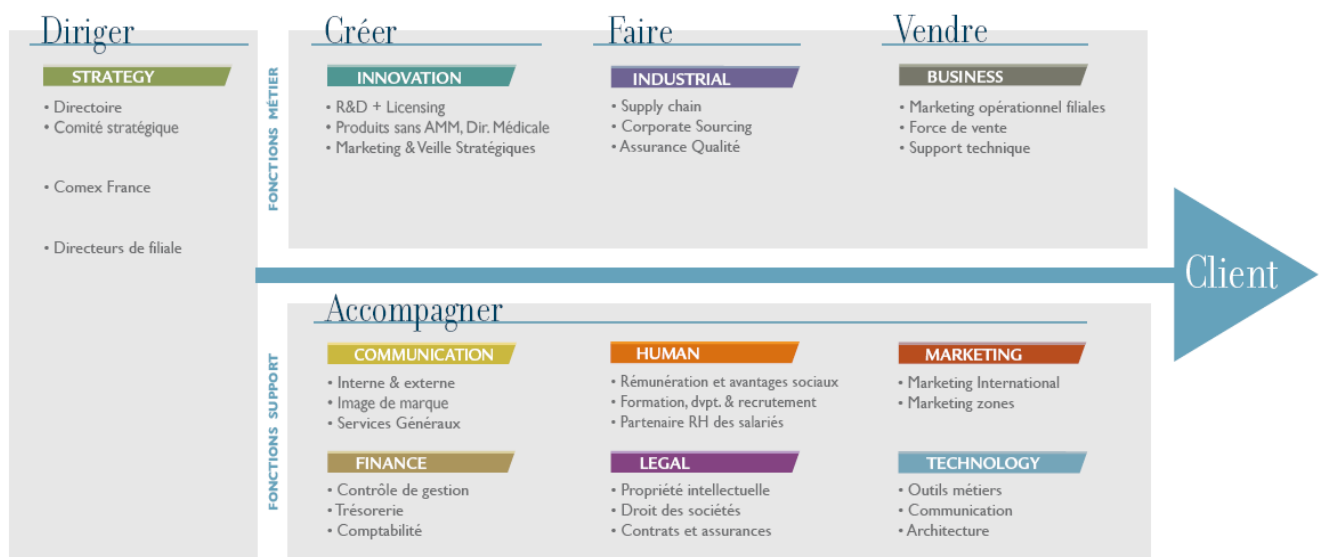 Diriger
STRATEGY
• Directoire
• Comité stratégique
• Comex France
• Directeurs de filiale
FONCTIONS MÉTIER
Créer
INNOVATION
• R&D + Licensing
• Produits sans AMM, Dir. Médicale
• Marketing & Veille Stratégiques
Faire
INDUSTRIAL
• Supply chain
• Corporate Sourcing
• Assurance Qualité
Vendre
BUSINESS
• Marketing opérationnel filiales
• Force de vente
• Support technique
Client
FONCTIONS SUPPORT
Accompagner
COMMUNICATION
• Interne & externe
• Image de marque
• Services Généraux
HUMAN
• Rémunération et avantages sociaux
• Formation, dvpt. & recrutement
• Partenaire RH des salariés
MARKETING
• Marketing International
• Marketing zones
FINANCE
• Contrôle de gestion
• Trésorerie
• Comptabilité
LEGAL
• Propriété intellectuelle
• Droit des sociétés
• Contrats et assurances
TECHNOLOGY
• Outils métiers
• Communication
• Architecture